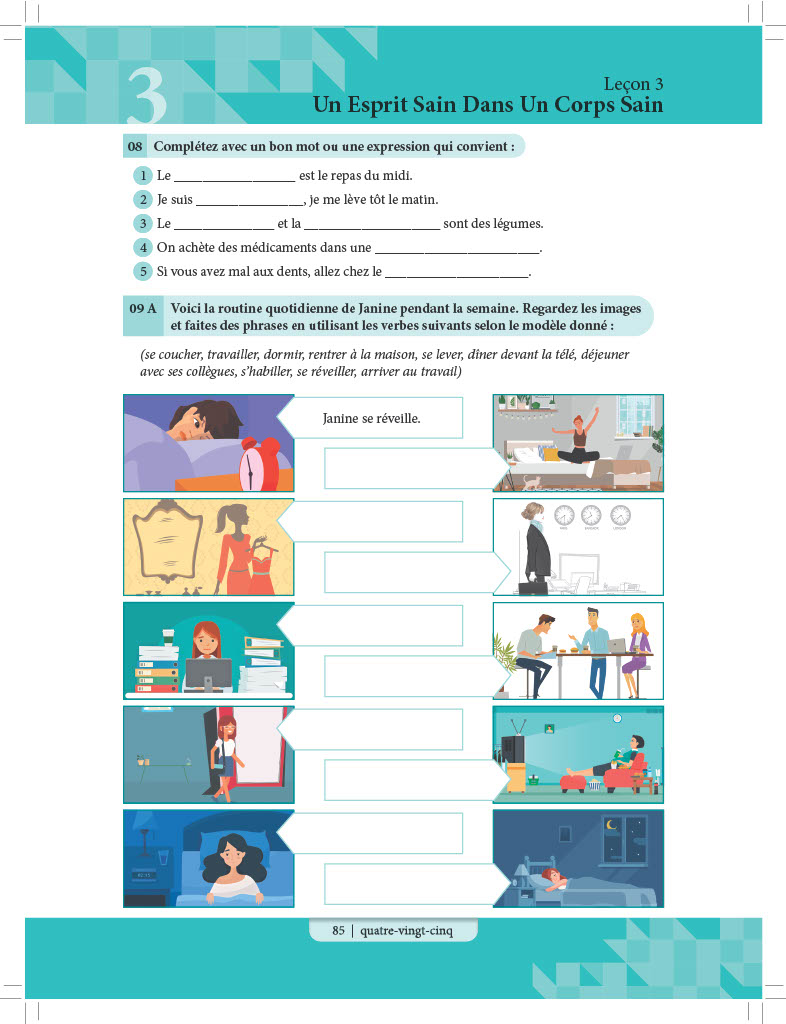 3
Leçon 3
Un Esprit Sain Dans Un Corps Sain
08 Complétez avec un bon mot ou une expression qui convient :
1 Le _________________ est le repas du midi.
2 Je suis _______________, je me lève tôt le matin.
3 Le ______________ et la ___________________ sont des légumes.
4 On achète des médicaments dans une _______________________.
5 Si vous avez mal aux dents, allez chez le ____________________.
09 A Voici la routine quotidienne de Janine pendant la semaine. Regardez les images
et faites des phrases en utilisant les verbes suivants selon le modèle donné :
(se coucher, travailler, dormir, rentrer à la maison, se lever, dîner devant la télé, déjeuner
avec ses collègues, s’habiller, se réveiller, arriver au travail)
Janine se réveille.
85 | quatre-vingt-cinq